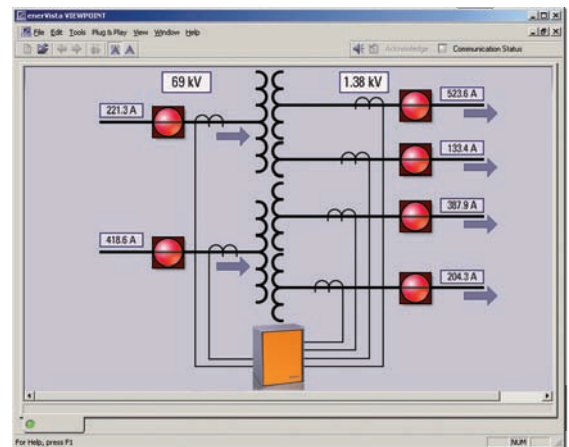 enerVista VIEWPOINT
File Edit Tools Plug & Play View Window Help
Acknowledge Communication Status
69 kV 1.38 kV
221.3 A
523.6 A
133.4 A
387.9 A
418.6 A
204.3 A
For Help, press F1 NUM